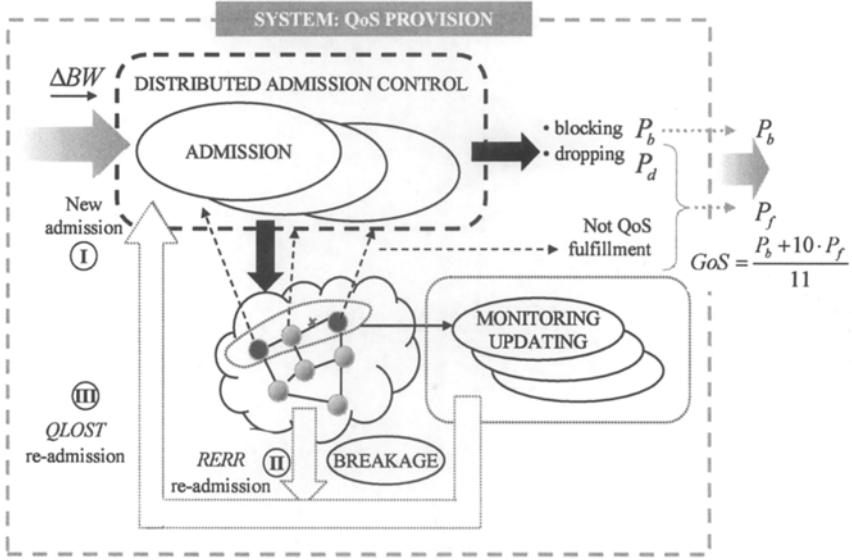 SYSTEM: QoS PROVISION
ΔBW
DISTRIBUTED ADMISSION CONTROL
ADMISSION
• blocking P_b
P_b
• dropping P_d
New
admission
I
P_f
Not QoS
fulfillment
GoS = (P_b + 10 · P_f) / 11
MONITORING
UPDATING
III
QLOST
re-admission
RERR
II
re-admission
BREAKAGE